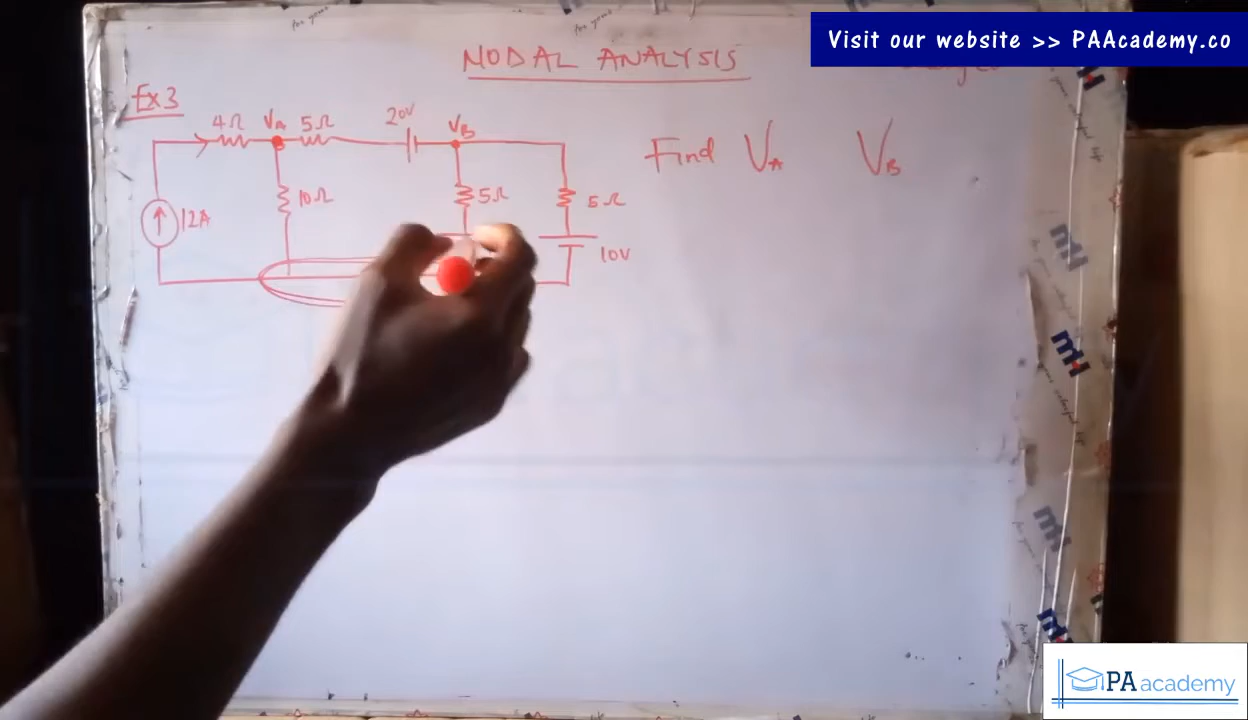 Visit our website >> PAAcademy.co
NODAL ANALYSIS
Ex3
4Ω VA 5Ω 20V VB
Find VA VB
12A 10Ω 5Ω 5Ω
10V
PA academy